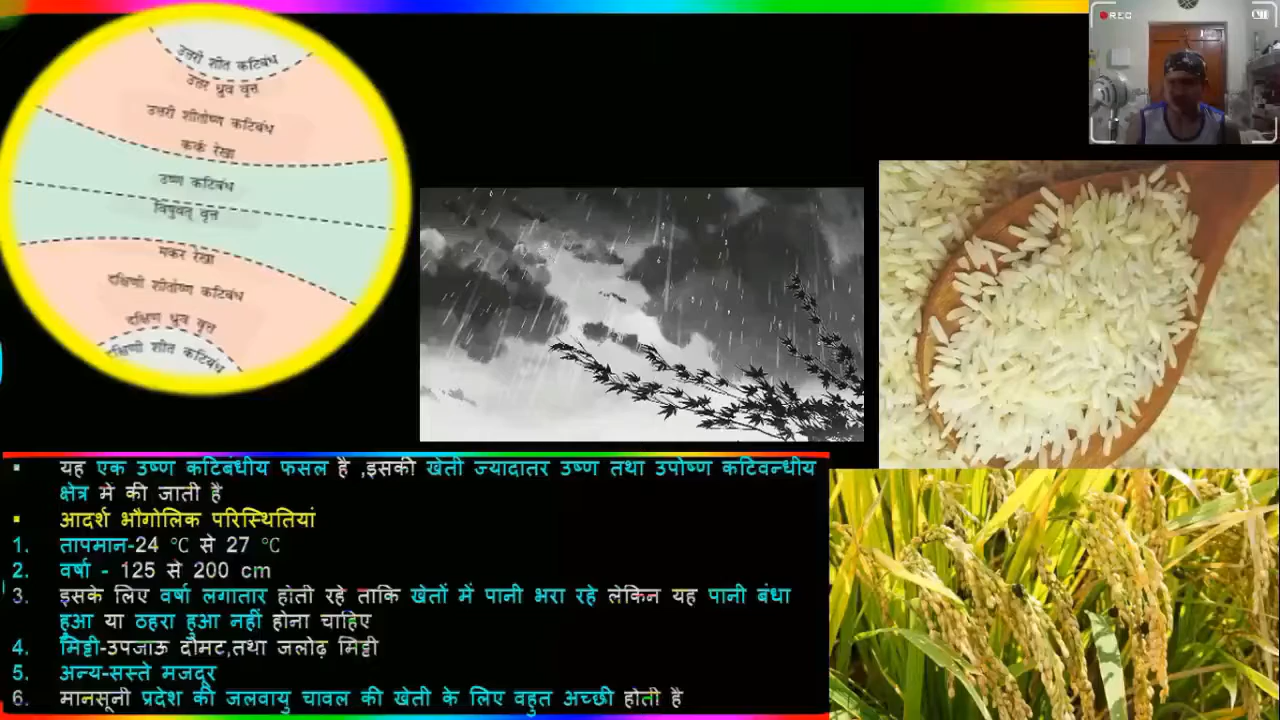 REC
उत्तरी शीत कटिबंध
उत्तर ध्रुव वृत्त
उत्तरी शीतोष्ण कटिबंध
कर्क रेखा
उष्ण कटिबंध
विषुवत् वृत्त
मकर रेखा
दक्षिणी शीतोष्ण कटिबंध
दक्षिण ध्रुव वृत्त
दक्षिणी शीत कटिबंध
▪ यह एक उष्ण कटिबंधीय फसल है ,इसकी खेती ज्यादातर उष्ण तथा उपोष्ण कटिवन्धीय
क्षेत्र मे की जाती है
▪ आदर्श भौगोलिक परिस्थितियां
1. तापमान-24 ℃ से 27 ℃
2. वर्षा - 125 से 200 cm
3. इसके लिए वर्षा लगातार होती रहे ताकि खेतों में पानी भरा रहे लेकिन यह पानी बंधा
हुआ या ठहरा हुआ नहीं होना चाहिए
4. मिट्टी-उपजाऊ दोमट,तथा जलोढ़ मिट्टी
5. अन्य-सस्ते मजदूर
6. मानसूनी प्रदेश की जलवायु चावल की खेती के लिए वहुत अच्छी होती है